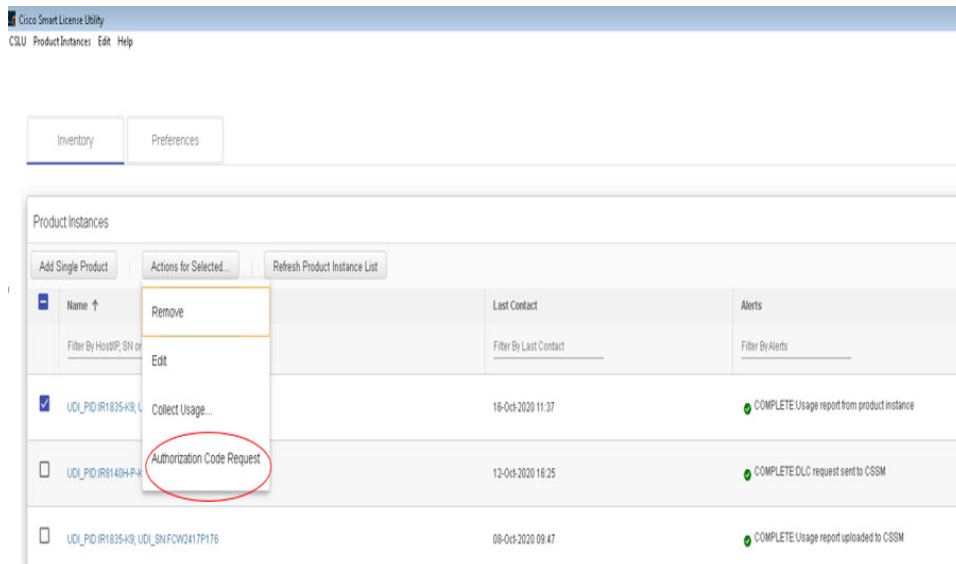 Cisco Smart License Utility
CSLU Product Instances Edit Help
Inventory Preferences
Product Instances
Add Single Product Actions for Selected... Refresh Product Instance List
Name ↑ Last Contact Alerts
Remove
Filter By Host/IP, SN or Filter By Last Contact Filter By Alerts
Edit
UDI_PID:IR1835-K9; U Collect Usage... 16-Oct-2020 11:37 COMPLETE:Usage report from product instance
Authorization Code Request
UDI_PID:IR8140H-P-K 12-Oct-2020 16:25 COMPLETE:DLC request sent to CSSM
UDI_PID:IR1835-K9; UDI_SN:FCW2417P176 08-Oct-2020 09:47 COMPLETE:Usage report uploaded to CSSM